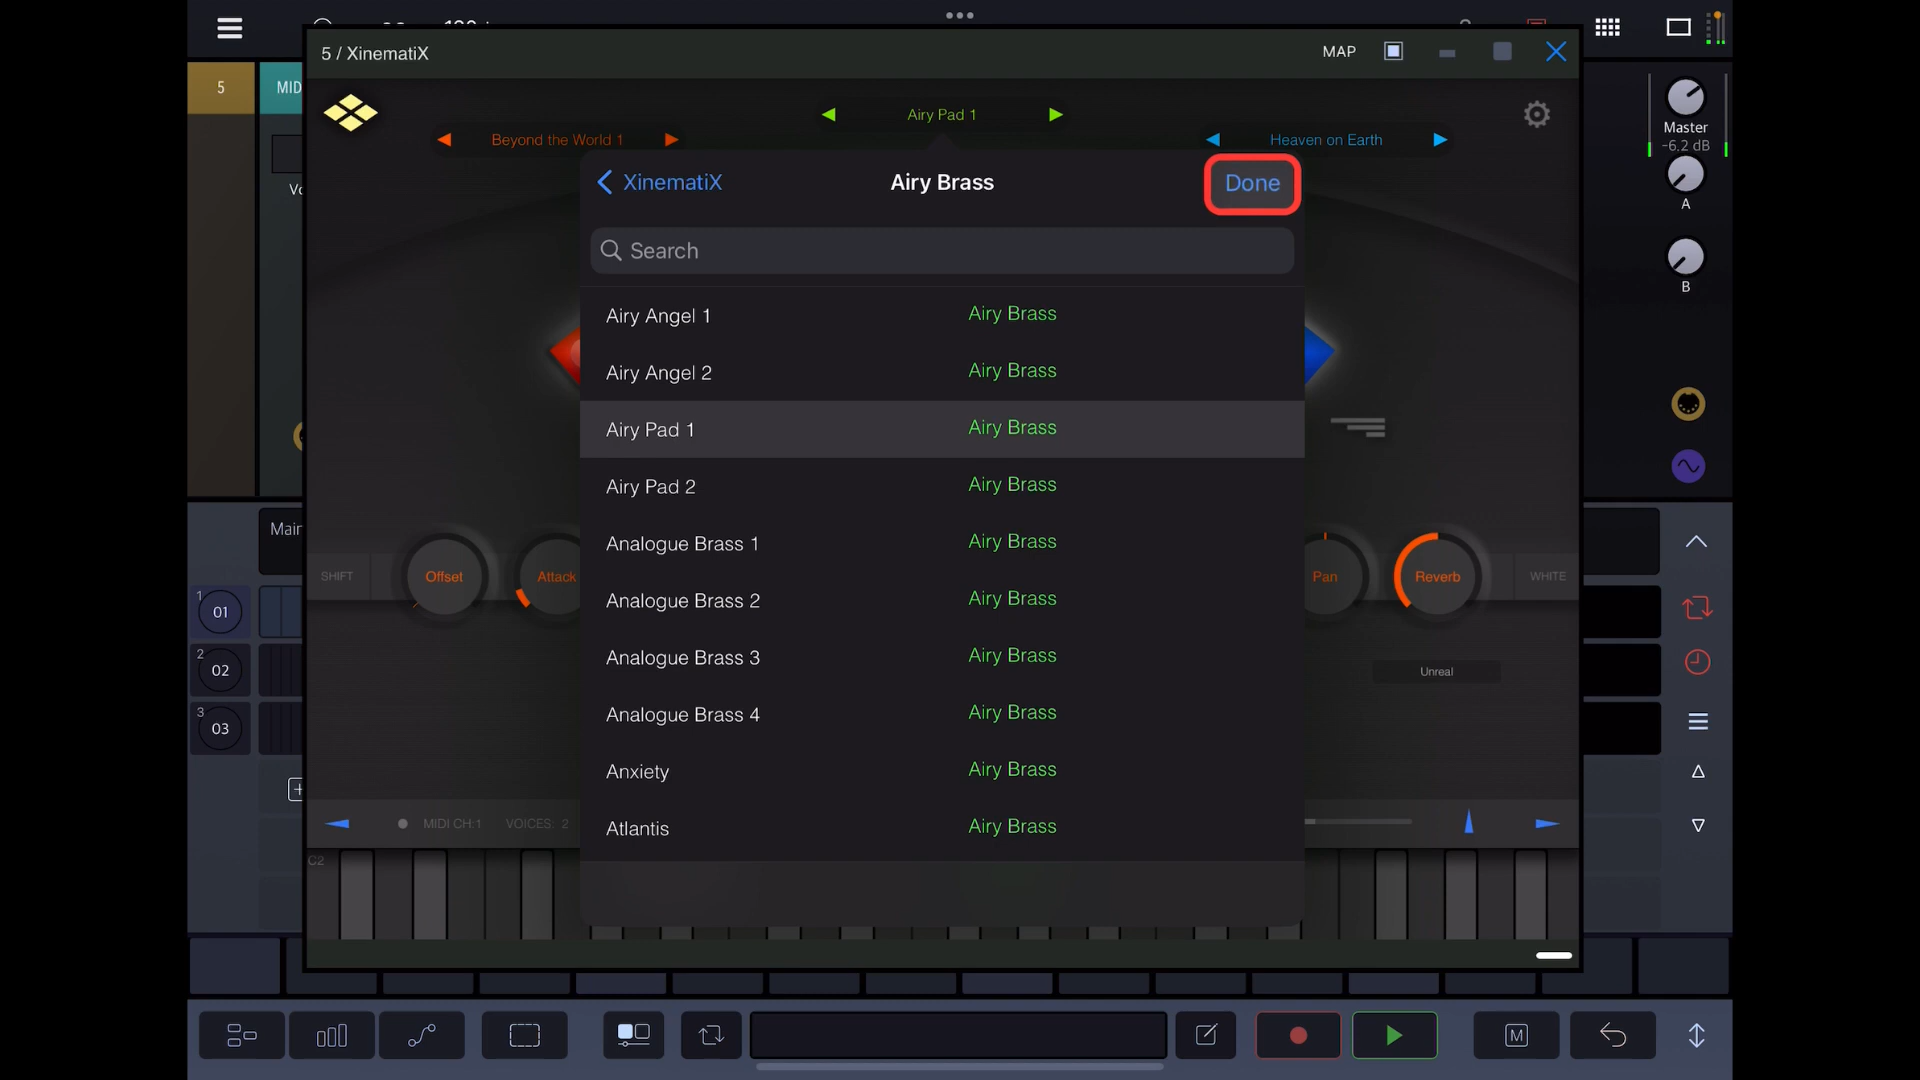 5 / XinematiX
MAP
5
MID
Airy Pad 1
Beyond the World 1
Heaven on Earth
Master
-6.2 dB
A
B
XinematiX
Airy Brass
Done
Search
Airy Angel 1
Airy Brass
Airy Angel 2
Airy Brass
Airy Pad 1
Airy Brass
Airy Pad 2
Airy Brass
Analogue Brass 1
Airy Brass
Analogue Brass 2
Airy Brass
Analogue Brass 3
Airy Brass
Analogue Brass 4
Airy Brass
Anxiety
Airy Brass
Atlantis
Airy Brass
SHIFT
Offset
Attack
Pan
Reverb
WHITE
Unreal
1
01
2
02
3
03
MIDI CH:1
VOICES: 2
C2
M